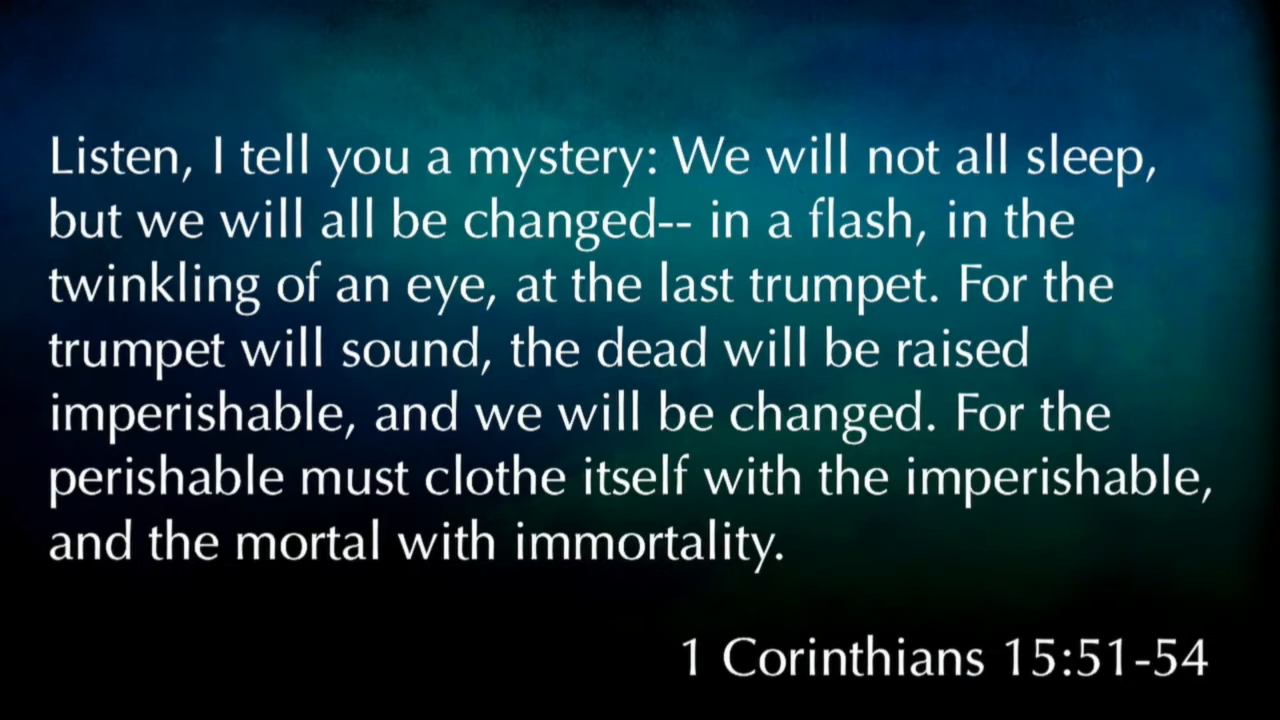 Listen, I tell you a mystery: We will not all sleep,
but we will all be changed-- in a flash, in the
twinkling of an eye, at the last trumpet. For the
trumpet will sound, the dead will be raised
imperishable, and we will be changed. For the
perishable must clothe itself with the imperishable,
and the mortal with immortality.
1 Corinthians 15:51-54